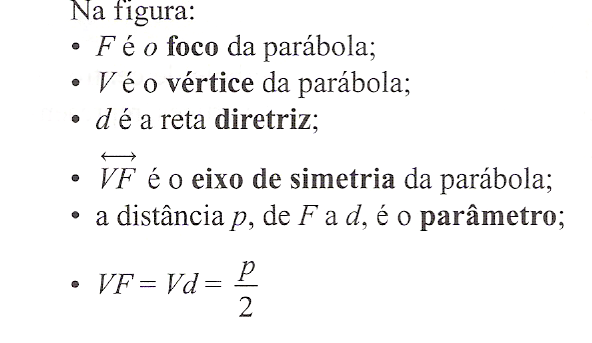 Na figura:
• F é o foco da parábola;
• V é o vértice da parábola;
• d é a reta diretriz;
• \overleftrightarrow{VF} é o eixo de simetria da parábola;
• a distância p, de F a d, é o parâmetro;
• VF = Vd = \frac{p}{2}